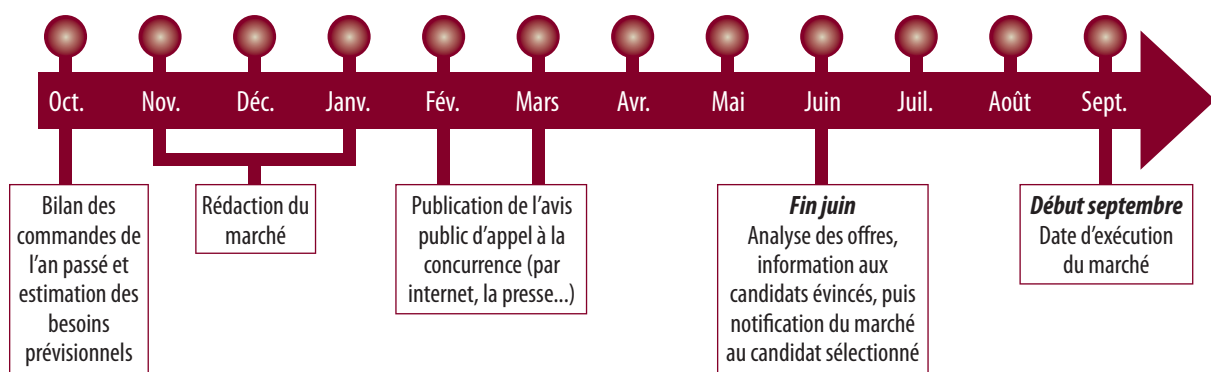 Oct. Nov. Déc. Janv. Fév. Mars Avr. Mai Juin Juil. Août Sept.
Bilan des
commandes de
l’an passé et
estimation des
besoins
prévisionnels
Rédaction du
marché
Publication de l’avis
public d’appel à la
concurrence (par
internet, la presse...)
Fin juin
Analyse des offres,
information aux
candidats évincés, puis
notification du marché
au candidat sélectionné
Début septembre
Date d’exécution
du marché